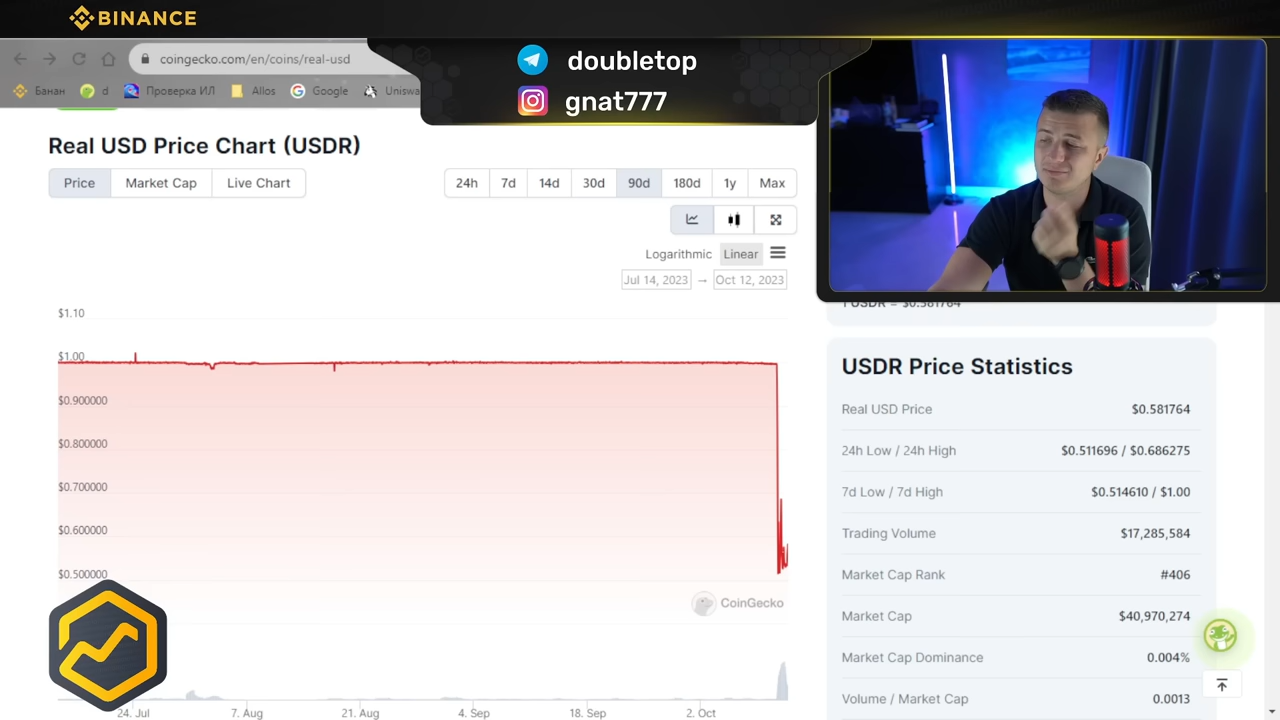 BINANCE
doubletop
gnat777
coingecko.com/en/coins/real-usd
Банан
d
Проверка ИЛ
Allos
Google
Uniswa
Real USD Price Chart (USDR)
Price
Market Cap
Live Chart
24h
7d
14d
30d
90d
180d
1y
Max
Logarithmic
Linear
Jul 14, 2023 → Oct 12, 2023
$1.10
$1.00
$0.900000
$0.800000
$0.700000
$0.600000
$0.500000
CoinGecko
24. Jul
7. Aug
21. Aug
4. Sep
18. Sep
2. Oct
1 USDR = $0.581764
USDR Price Statistics
Real USD Price $0.581764
24h Low / 24h High $0.511696 / $0.686275
7d Low / 7d High $0.514610 / $1.00
Trading Volume $17,285,584
Market Cap Rank #406
Market Cap $40,970,274
Market Cap Dominance 0.004%
Volume / Market Cap 0.0013